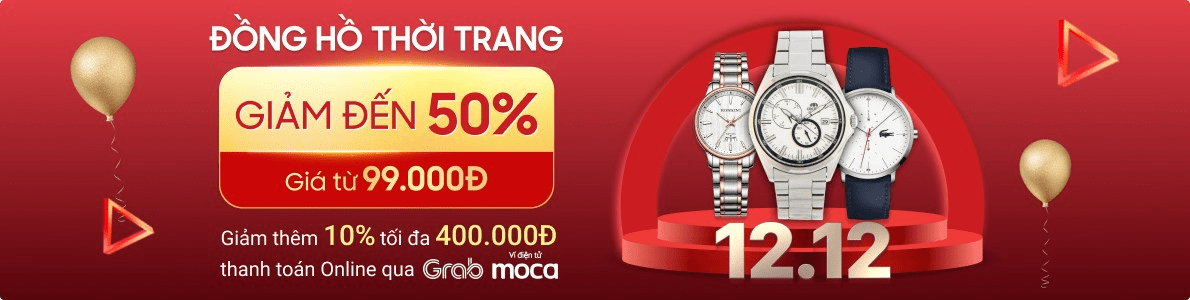 ĐỒNG HỒ THỜI TRANG
GIẢM ĐẾN 50%
Giá từ 99.000Đ
Giảm thêm 10% tối đa 400.000Đ
thanh toán Online qua Grab Ví điện tử moca
12.12